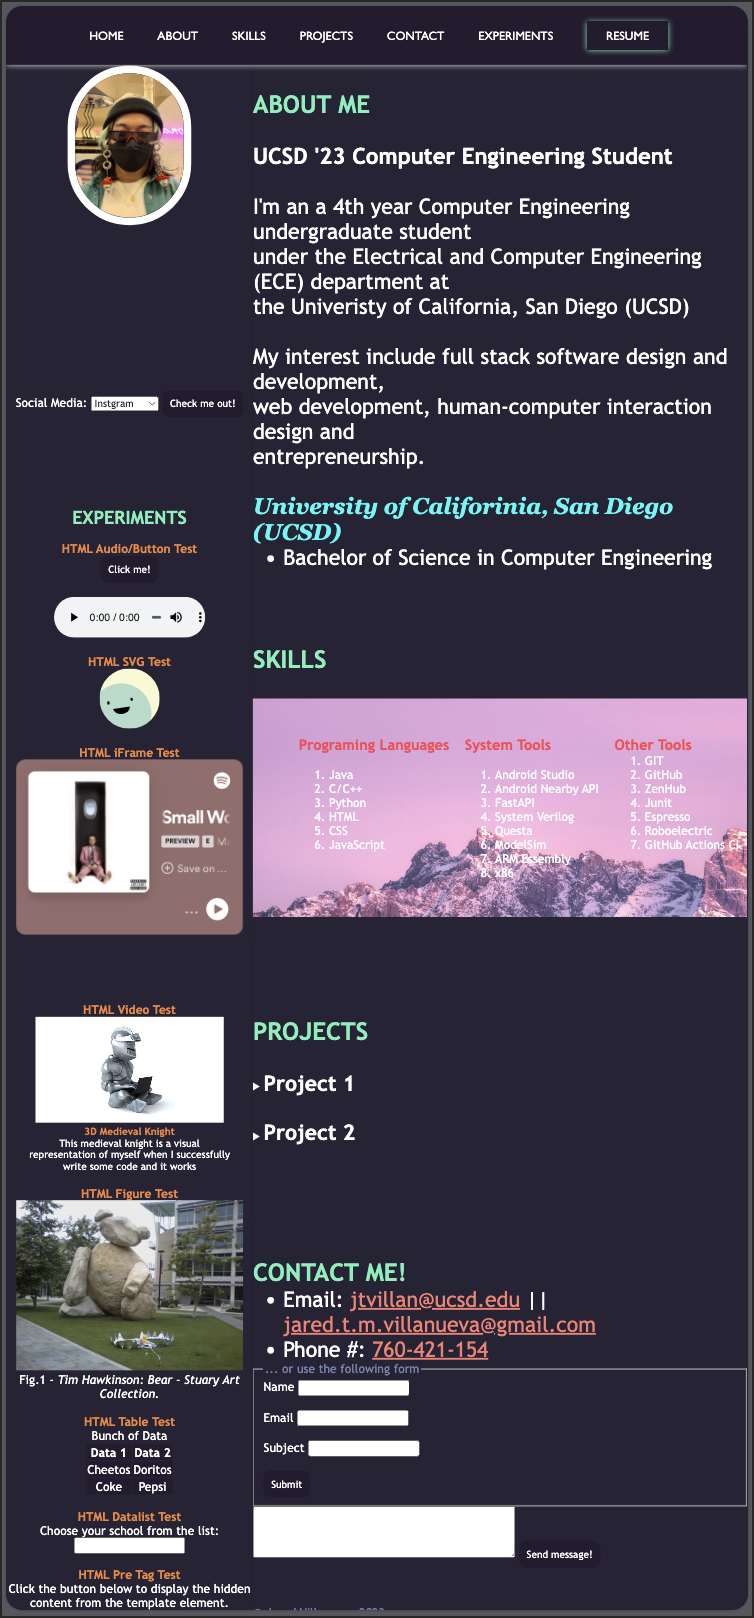 HOME ABOUT SKILLS PROJECTS CONTACT EXPERIMENTS RESUME
Social Media: Instgram Check me out!
EXPERIMENTS
HTML Audio/Button Test
Click me!
0:00 / 0:00
HTML SVG Test
HTML iFrame Test
Small Wo
PREVIEW E
Save on ...
HTML Video Test
3D Medieval Knight
This medieval knight is a visual
representation of myself when I successfully
write some code and it works
HTML Figure Test
Fig.1 - Tim Hawkinson: Bear - Stuary Art
Collection.
HTML Table Test
Bunch of Data
Data 1 Data 2
Cheetos Doritos
Coke Pepsi
HTML Datalist Test
Choose your school from the list:
HTML Pre Tag Test
Click the button below to display the hidden
content from the template element.
ABOUT ME
UCSD '23 Computer Engineering Student
I'm an a 4th year Computer Engineering
undergraduate student
under the Electrical and Computer Engineering
(ECE) department at
the Univeristy of California, San Diego (UCSD)
My interest include full stack software design and
development,
web development, human-computer interaction
design and
entrepreneurship.
University of Califorinia, San Diego
(UCSD)
• Bachelor of Science in Computer Engineering
SKILLS
Programing Languages
1. Java
2. C/C++
3. Python
4. HTML
5. CSS
6. JavaScript
System Tools
1. Android Studio
2. Android Nearby API
3. FastAPI
4. System Verilog
5. Questa
6. ModelSim
7. ARM Assembly
8. x86
Other Tools
1. GIT
2. GitHub
3. ZenHub
4. Junit
5. Espresso
6. Roboelectric
7. GitHub Actions CI
PROJECTS
Project 1
Project 2
CONTACT ME!
• Email: jtvillan@ucsd.edu ||
jared.t.m.villanueva@gmail.com
• Phone #: 760-421-154
... or use the following form
Name
Email
Subject
Submit
Send message!